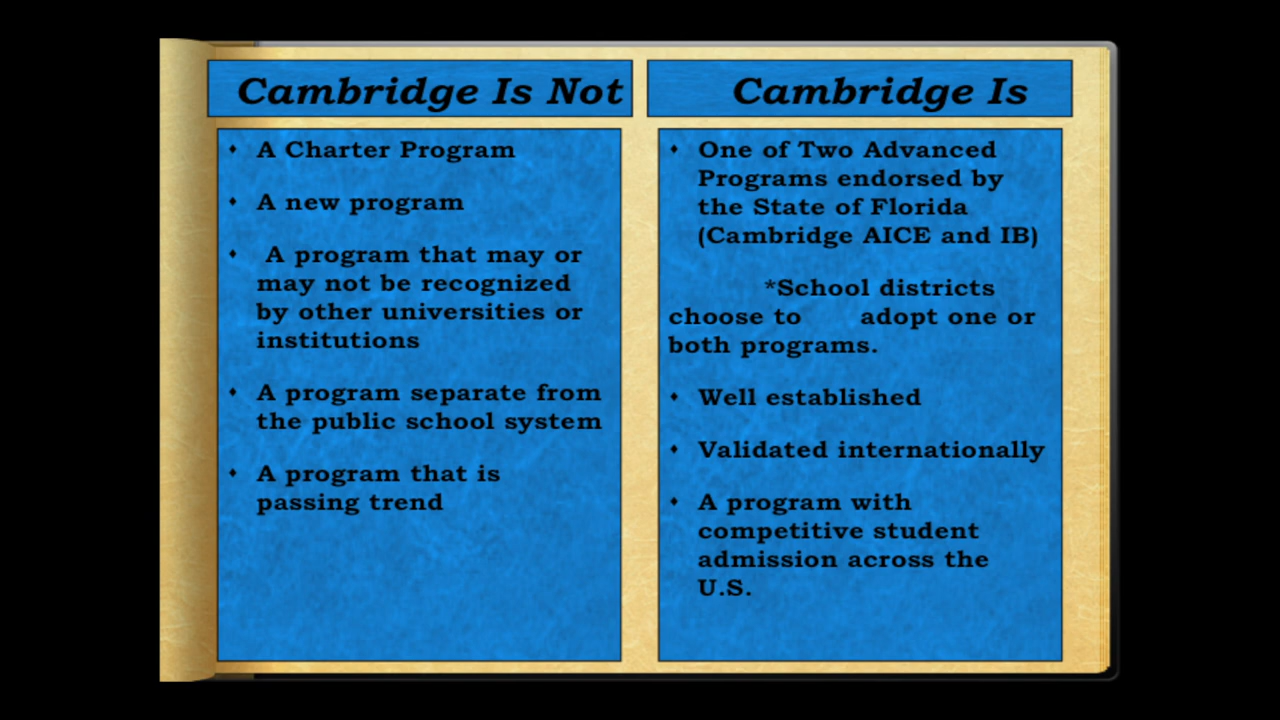 Cambridge Is Not
• A Charter Program
• A new program
• A program that may or
may not be recognized
by other universities or
institutions
• A program separate from
the public school system
• A program that is
passing trend
Cambridge Is
• One of Two Advanced
Programs endorsed by
the State of Florida
(Cambridge AICE and IB)
*School districts
choose to adopt one or
both programs.
• Well established
• Validated internationally
• A program with
competitive student
admission across the
U.S.